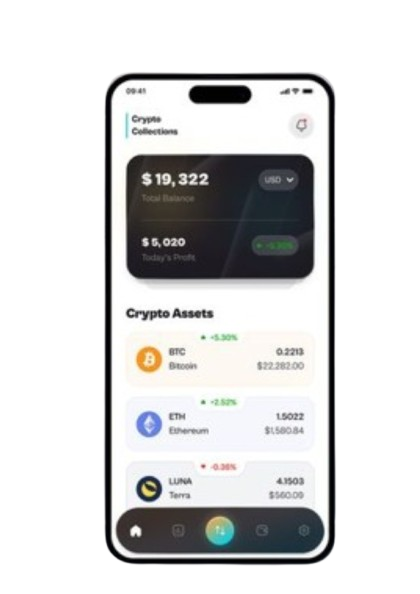 09:41
Crypto
Collections
$ 19,322
USD
Total Balance
$ 5,020
+5.30%
Today's Profit
Crypto Assets
+5.30%
BTC
0.2213
Bitcoin
$22,282.00
+2.52%
ETH
1.5022
Ethereum
$1,580.84
-0.35%
LUNA
4.1503
Terra
$560.09